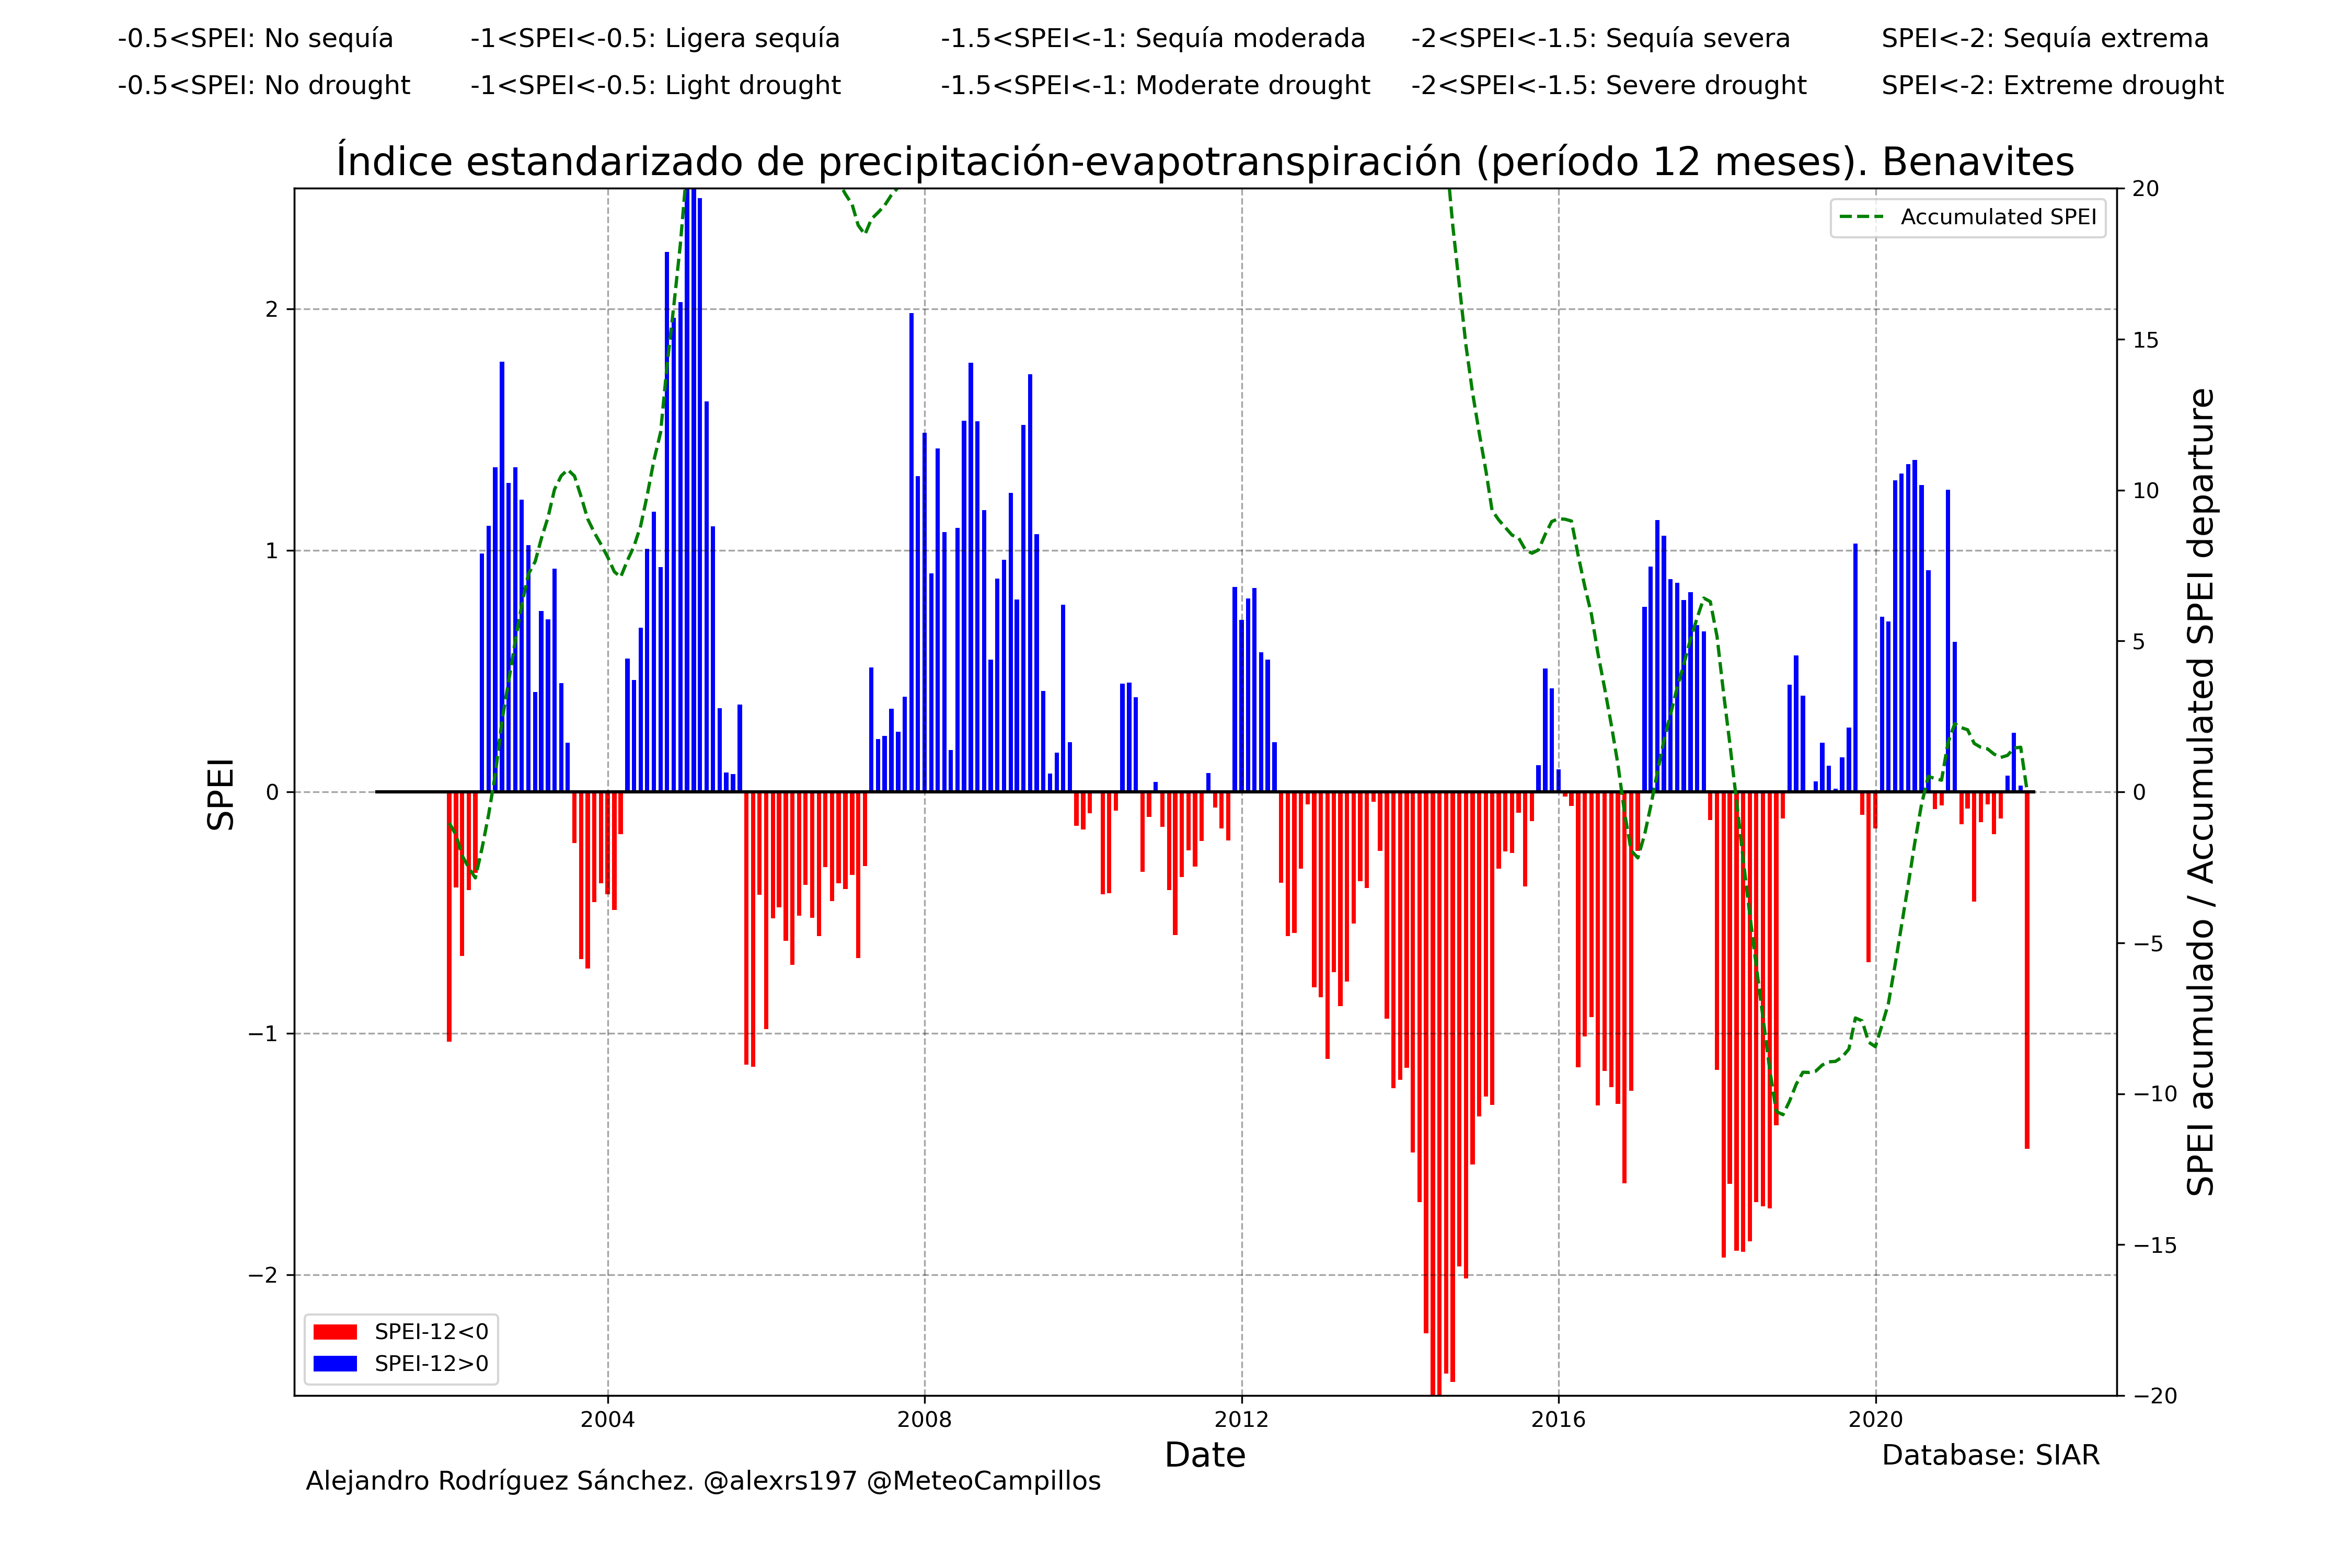 -0.5<SPEI: No sequía
-1<SPEI<-0.5: Ligera sequía
-1.5<SPEI<-1: Sequía moderada
-2<SPEI<-1.5: Sequía severa
SPEI<-2: Sequía extrema
-0.5<SPEI: No drought
-1<SPEI<-0.5: Light drought
-1.5<SPEI<-1: Moderate drought
-2<SPEI<-1.5: Severe drought
SPEI<-2: Extreme drought
Índice estandarizado de precipitación-evapotranspiración (período 12 meses). Benavites
Accumulated SPEI
SPEI
2
1
0
−1
−2
20
15
10
5
0
−5
−10
−15
−20
SPEI acumulado / Accumulated SPEI departure
SPEI-12<0
SPEI-12>0
2004
2008
2012
2016
2020
Date
Database: SIAR
Alejandro Rodríguez Sánchez. @alexrs197 @MeteoCampillos